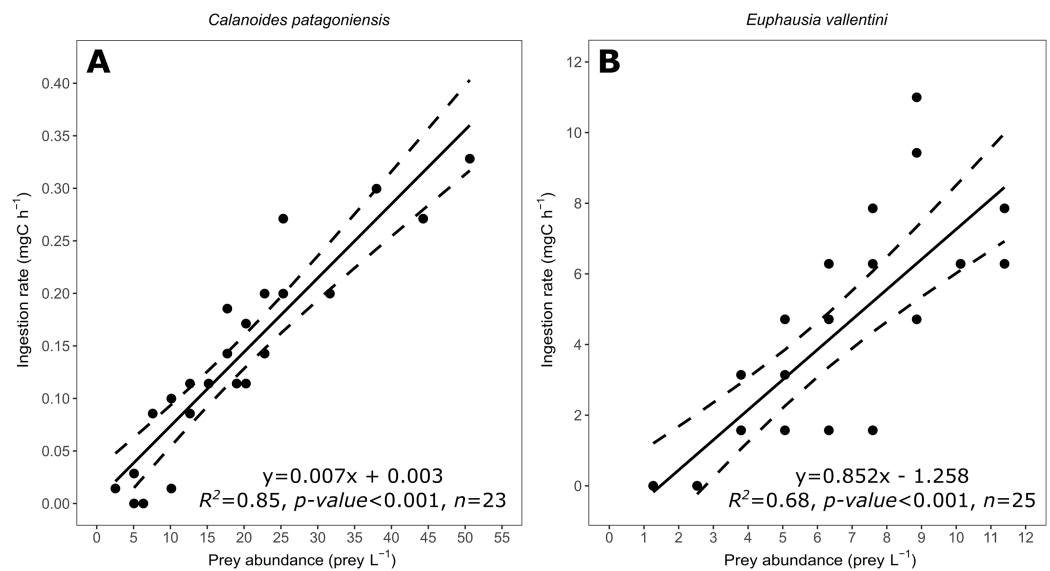 Calanoides patagoniensis
A
Ingestion rate (mgC h⁻¹)
0.40
0.35
0.30
0.25
0.20
0.15
0.10
0.05
0.00
y=0.007x + 0.003
R²=0.85, p-value<0.001, n=23
0 5 10 15 20 25 30 35 40 45 50 55
Prey abundance (prey L⁻¹)
Euphausia vallentini
B
Ingestion rate (mgC h⁻¹)
12
10
8
6
4
2
0
y=0.852x - 1.258
R²=0.68, p-value<0.001, n=25
0 1 2 3 4 5 6 7 8 9 10 11 12
Prey abundance (prey L⁻¹)